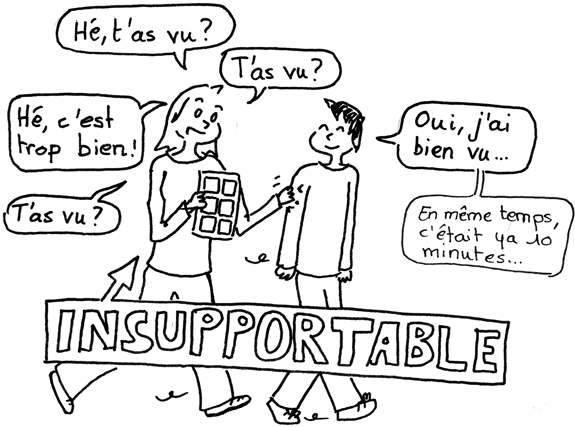 Hé, t'as vu?
T'as vu?
Hé, c'est
trop bien!
T'as vu?
Oui, j'ai
bien vu...
En même temps,
c'était ya 10
minutes...
INSUPPORTABLE